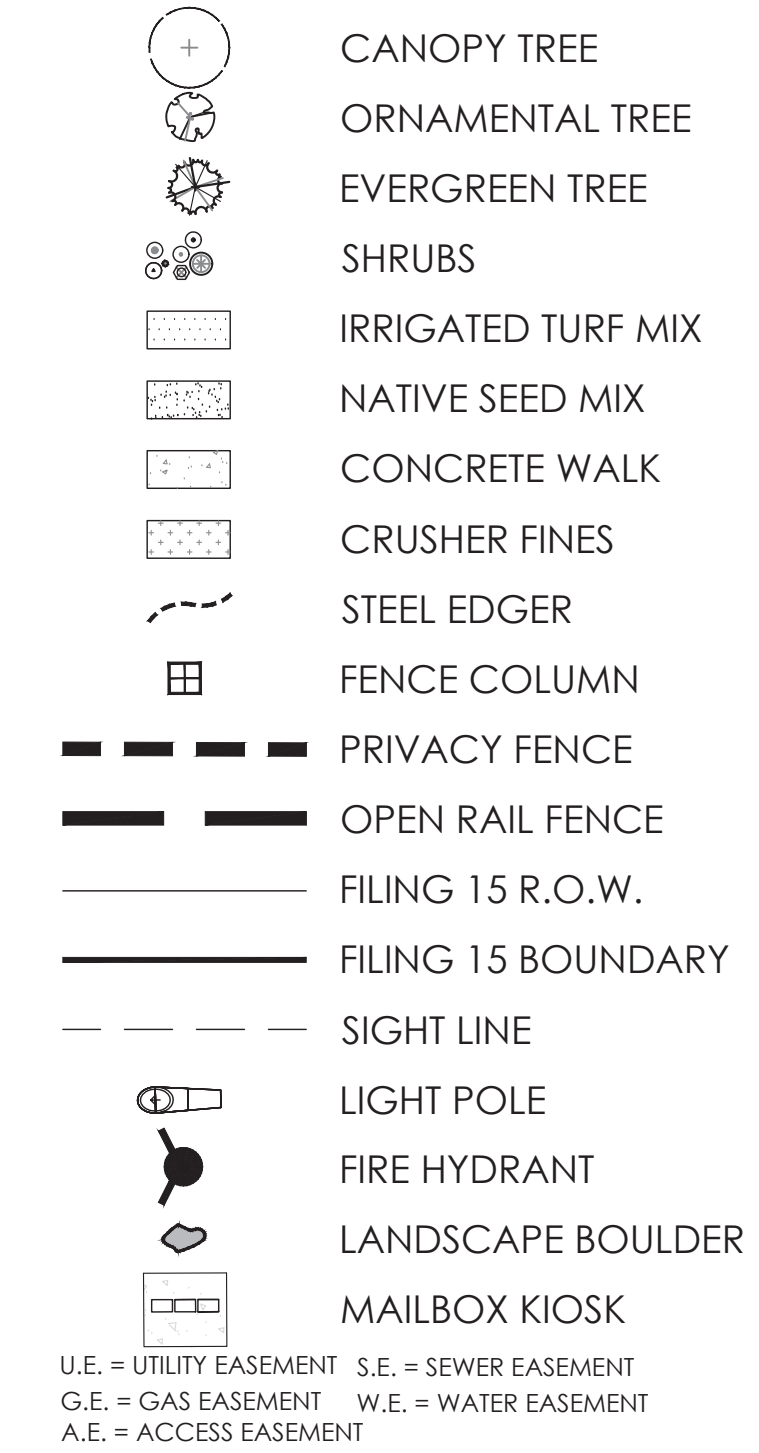 CANOPY TREE
ORNAMENTAL TREE
EVERGREEN TREE
SHRUBS
IRRIGATED TURF MIX
NATIVE SEED MIX
CONCRETE WALK
CRUSHER FINES
STEEL EDGER
FENCE COLUMN
PRIVACY FENCE
OPEN RAIL FENCE
FILING 15 R.O.W.
FILING 15 BOUNDARY
SIGHT LINE
LIGHT POLE
FIRE HYDRANT
LANDSCAPE BOULDER
MAILBOX KIOSK
U.E. = UTILITY EASEMENT S.E. = SEWER EASEMENT
G.E. = GAS EASEMENT W.E. = WATER EASEMENT
A.E. = ACCESS EASEMENT